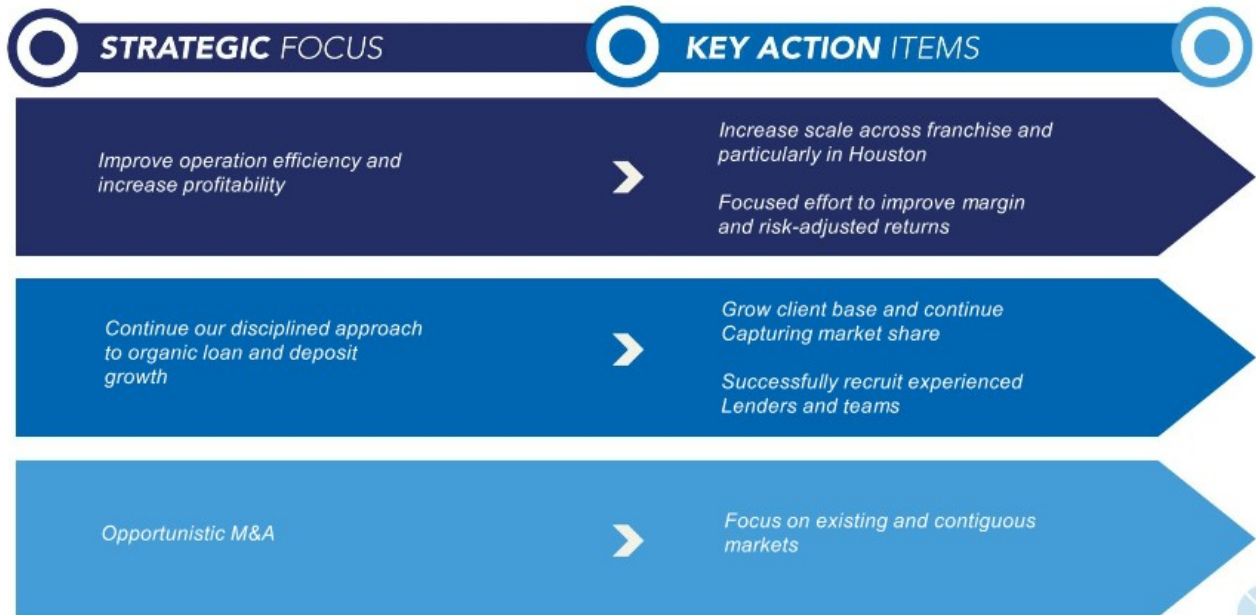 STRATEGIC FOCUS
KEY ACTION ITEMS
Improve operation efficiency and
increase profitability
Increase scale across franchise and
particularly in Houston
Focused effort to improve margin
and risk-adjusted returns
Continue our disciplined approach
to organic loan and deposit
growth
Grow client base and continue
Capturing market share
Successfully recruit experienced
Lenders and teams
Opportunistic M&A
Focus on existing and contiguous
markets